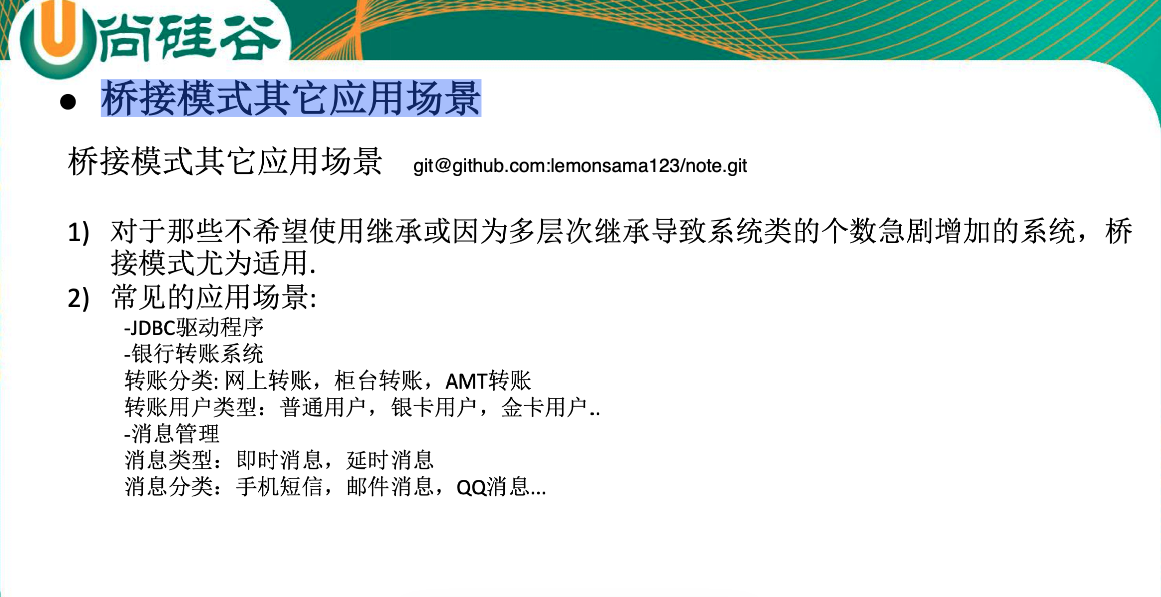 尚硅谷
● 桥接模式其它应用场景
桥接模式其它应用场景 git@github.com:lemonsama123/note.git
1) 对于那些不希望使用继承或因为多层次继承导致系统类的个数急剧增加的系统，桥
接模式尤为适用.
2) 常见的应用场景:
-JDBC驱动程序
-银行转账系统
转账分类: 网上转账，柜台转账，AMT转账
转账用户类型：普通用户，银卡用户，金卡用户..
-消息管理
消息类型：即时消息，延时消息
消息分类：手机短信，邮件消息，QQ消息...